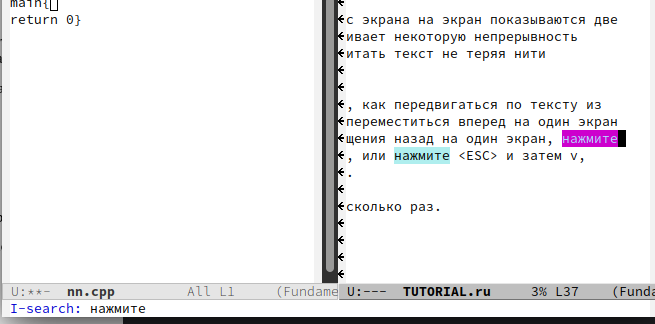 main{
return 0}
с экрана на экран показываются две
ивает некоторую непрерывность
итать текст не теряя нити
, как передвигаться по тексту из
переместиться вперед на один экран
щения назад на один экран, нажмите
, или нажмите <ESC> и затем v,
.
сколько раз.
U:**- nn.cpp All L1 (Fundame
U:--- TUTORIAL.ru 3% L37 (Funda
I-search: нажмите